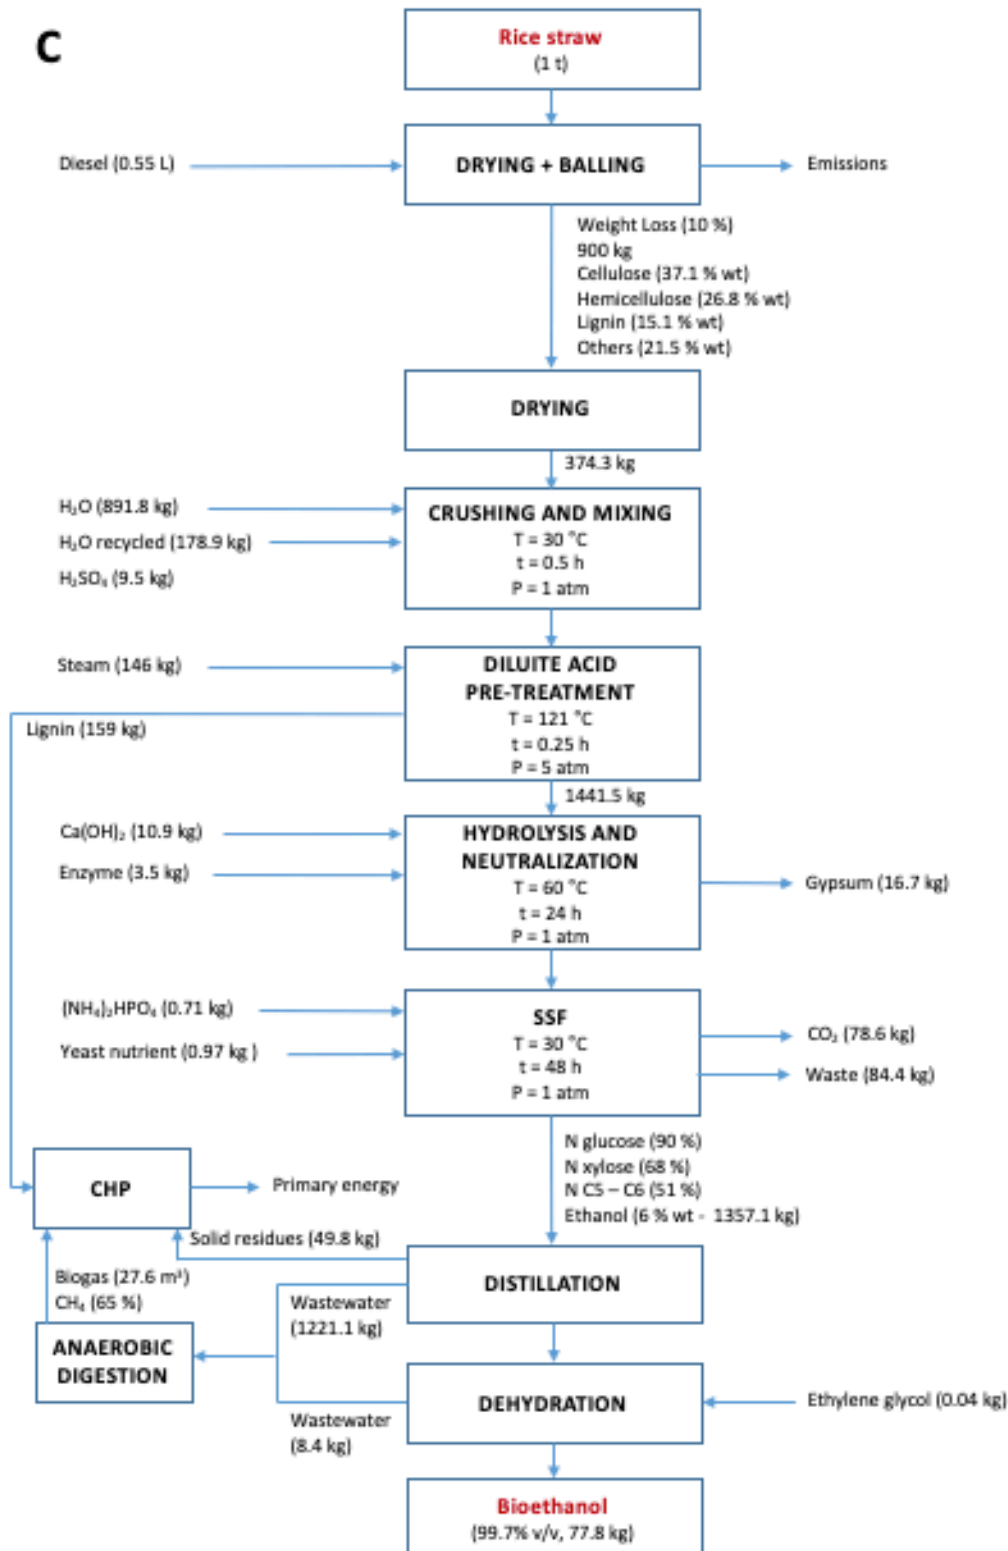 C
Rice straw
(1 t)
Diesel (0.55 L)
DRYING + BALLING
Emissions
Weight Loss (10 %)
900 kg
Cellulose (37.1 % wt)
Hemicellulose (26.8 % wt)
Lignin (15.1 % wt)
Others (21.5 % wt)
DRYING
374.3 kg
H₂O (891.8 kg)
H₂O recycled (178.9 kg)
H₂SO₄ (9.5 kg)
CRUSHING AND MIXING
T = 30 °C
t = 0.5 h
P = 1 atm
Steam (146 kg)
DILUITE ACID
PRE-TREATMENT
T = 121 °C
t = 0.25 h
P = 5 atm
Lignin (159 kg)
1441.5 kg
Ca(OH)₂ (10.9 kg)
Enzyme (3.5 kg)
HYDROLYSIS AND
NEUTRALIZATION
T = 60 °C
t = 24 h
P = 1 atm
Gypsum (16.7 kg)
(NH₄)₂HPO₄ (0.71 kg)
Yeast nutrient (0.97 kg )
SSF
T = 30 °C
t = 48 h
P = 1 atm
CO₂ (78.6 kg)
Waste (84.4 kg)
N glucose (90 %)
N xylose (68 %)
N C5 – C6 (51 %)
Ethanol (6 % wt - 1357.1 kg)
CHP
Primary energy
Solid residues (49.8 kg)
Biogas (27.6 m³)
CH₄ (65 %)
DISTILLATION
Wastewater
(1221.1 kg)
ANAEROBIC
DIGESTION
DEHYDRATION
Ethylene glycol (0.04 kg)
Wastewater
(8.4 kg)
Bioethanol
(99.7% v/v, 77.8 kg)